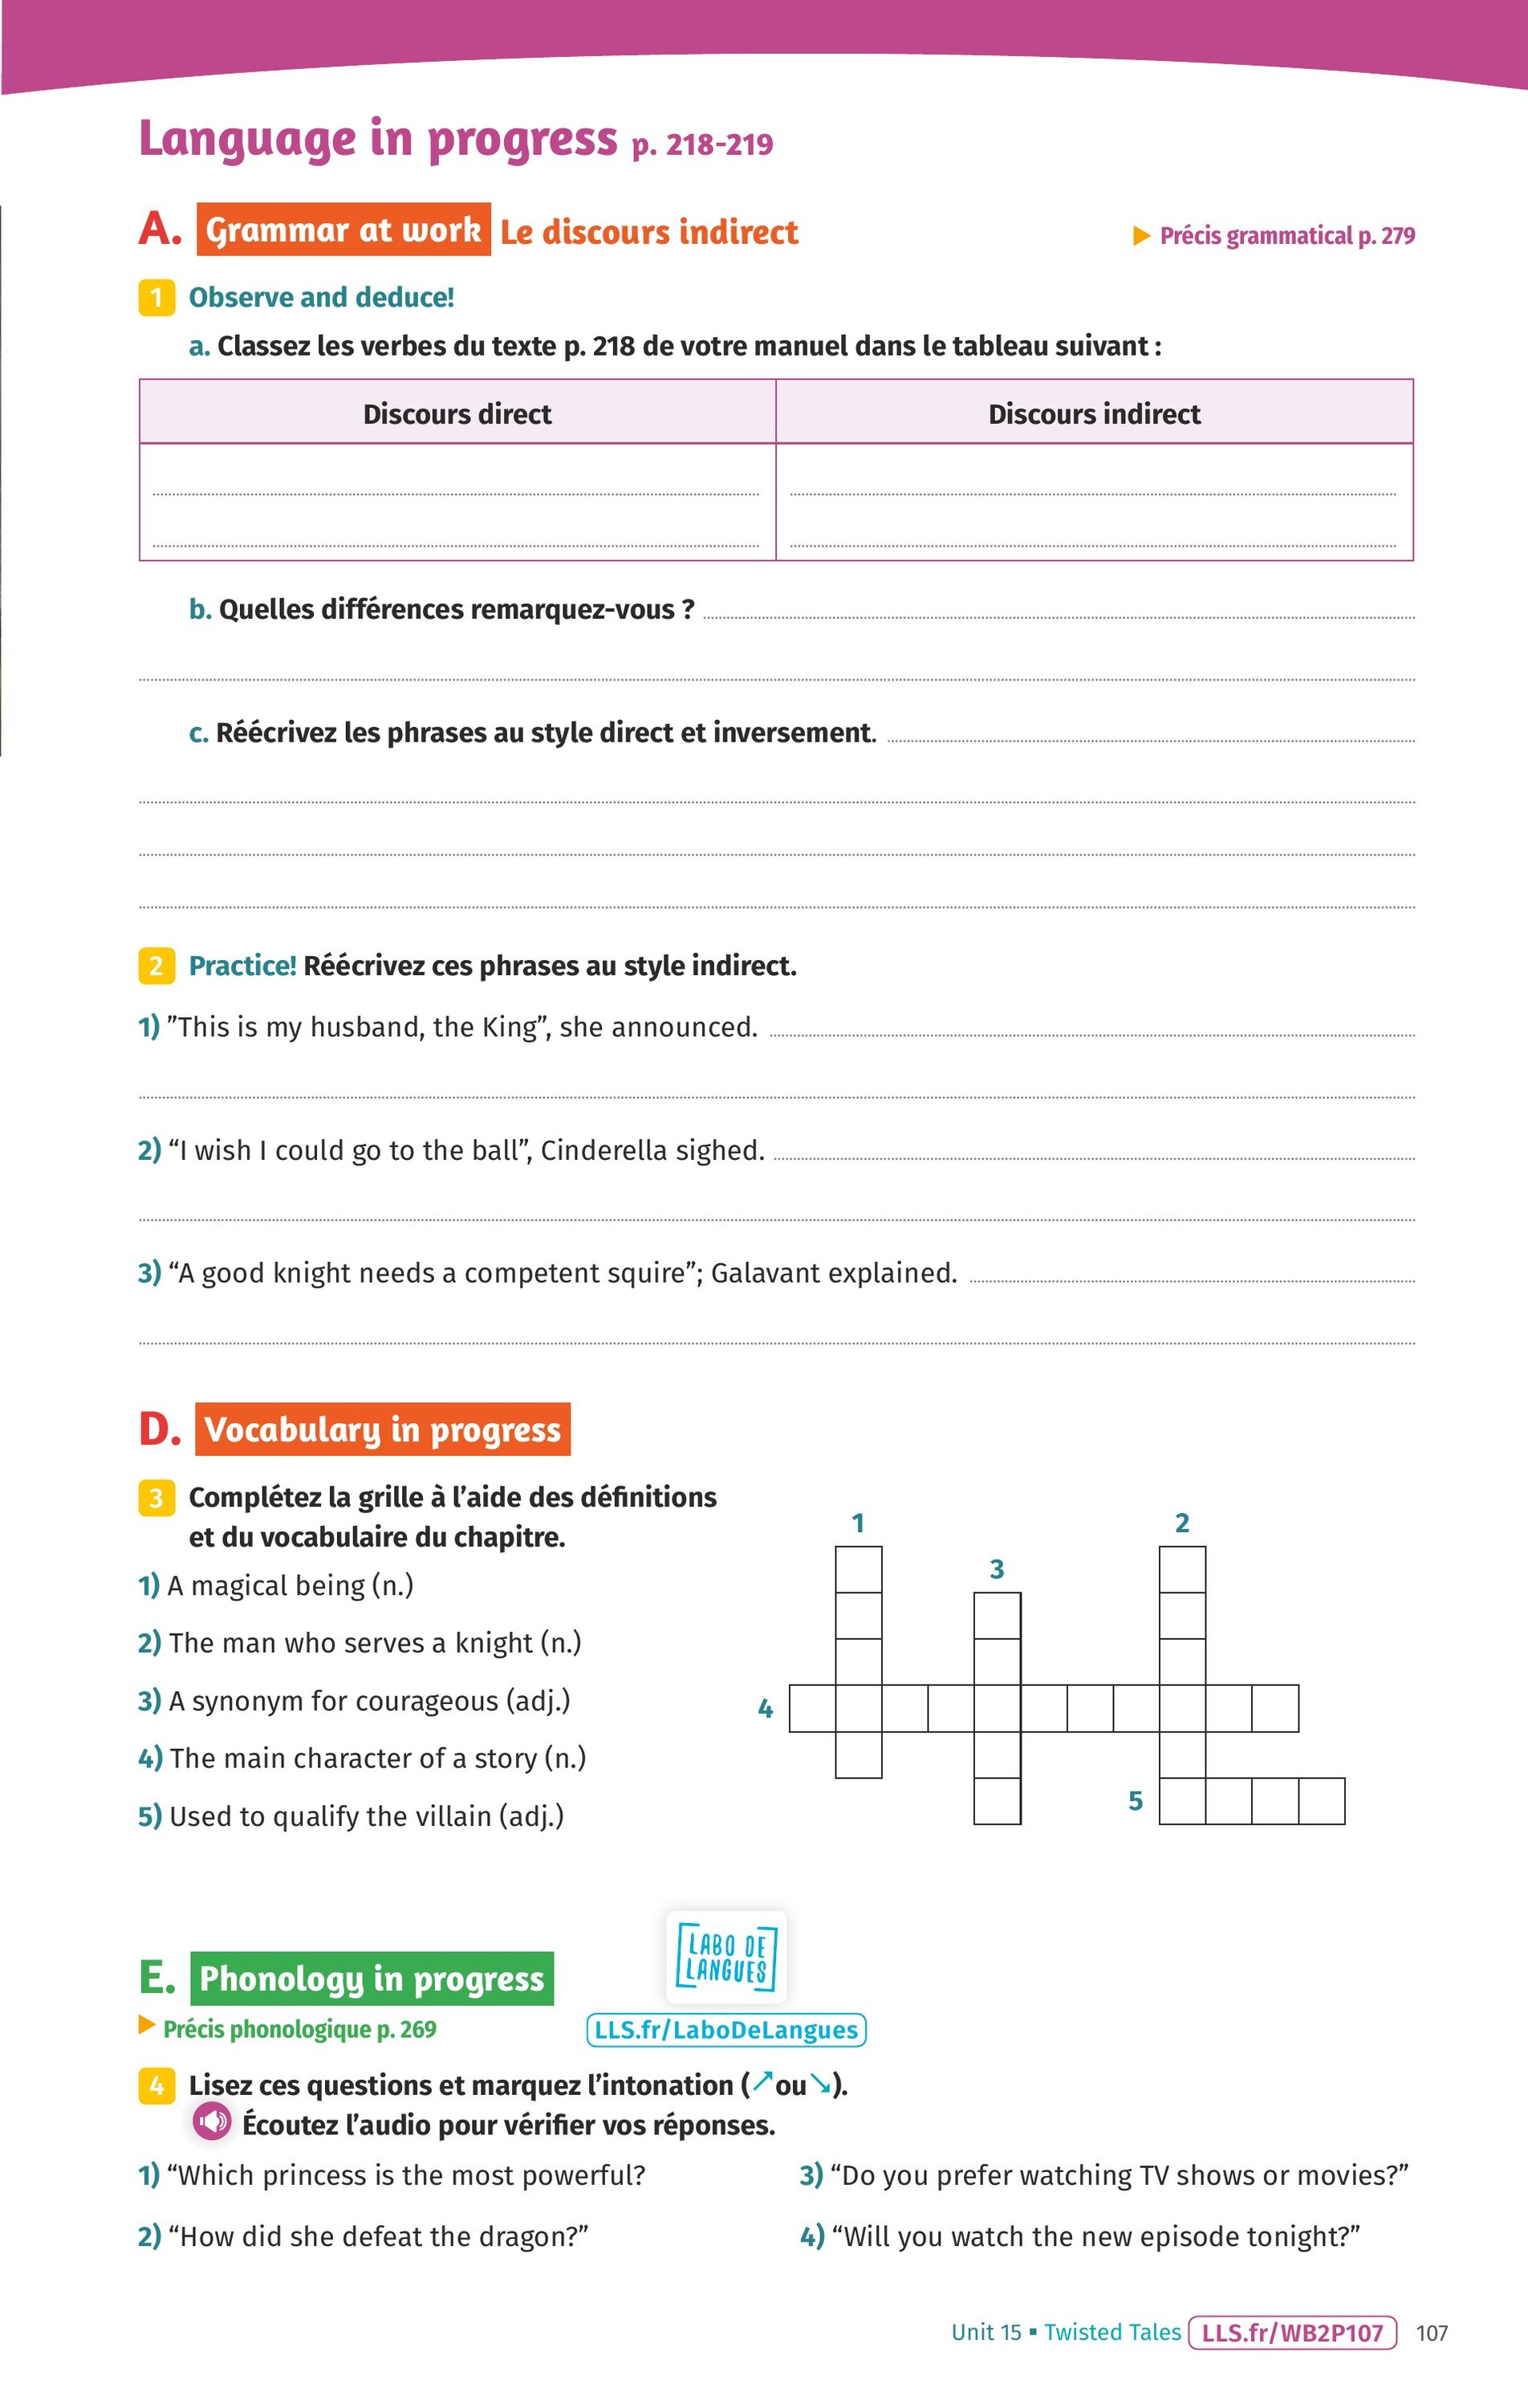 Language in progress p. 218-219
A. Grammar at work Le discours indirect
▶ Précis grammatical p. 279
1 Observe and deduce!
a. Classez les verbes du texte p. 218 de votre manuel dans le tableau suivant :
Discours direct
Discours indirect
b. Quelles différences remarquez-vous ?
c. Réécrivez les phrases au style direct et inversement.
2 Practice! Réécrivez ces phrases au style indirect.
1) ”This is my husband, the King”, she announced.
2) “I wish I could go to the ball”, Cinderella sighed.
3) “A good knight needs a competent squire”; Galavant explained.
D. Vocabulary in progress
3 Complétez la grille à l’aide des définitions
et du vocabulaire du chapitre.
1) A magical being (n.)
2) The man who serves a knight (n.)
3) A synonym for courageous (adj.)
4) The main character of a story (n.)
5) Used to qualify the villain (adj.)
1
2
3
4
5
E. Phonology in progress
▶ Précis phonologique p. 269
LABO DE
LANGUES
LLS.fr/LaboDeLangues
4 Lisez ces questions et marquez l’intonation (↗ ou ↘).
Écoutez l’audio pour vérifier vos réponses.
1) “Which princess is the most powerful?
2) “How did she defeat the dragon?”
3) “Do you prefer watching TV shows or movies?”
4) “Will you watch the new episode tonight?”
Unit 15 ▪ Twisted Tales LLS.fr/WB2P107 107